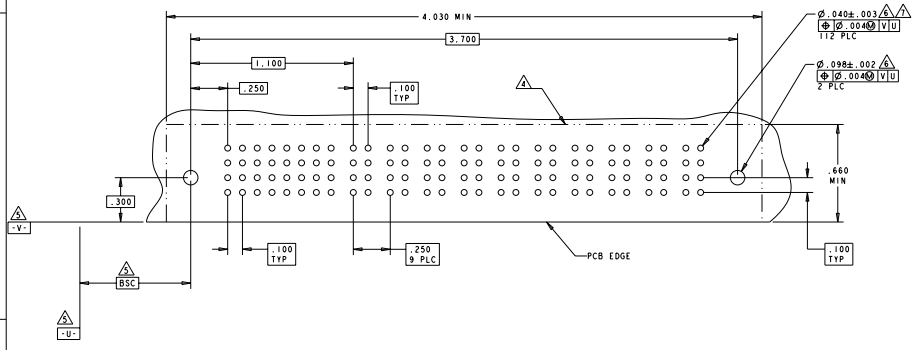 4.030 MIN
Ø.040±.003 6 7
⌖ Ø.004Ⓜ V U
112 PLC
3.700
1.100
Ø.098±.002 6
⌖ Ø.004Ⓜ V U
2 PLC
.250
.100
TYP
4
.660
MIN
.300
5
-V-
.100
TYP
.250
9 PLC
PCB EDGE
.100
TYP
5
BSC
5
-U-